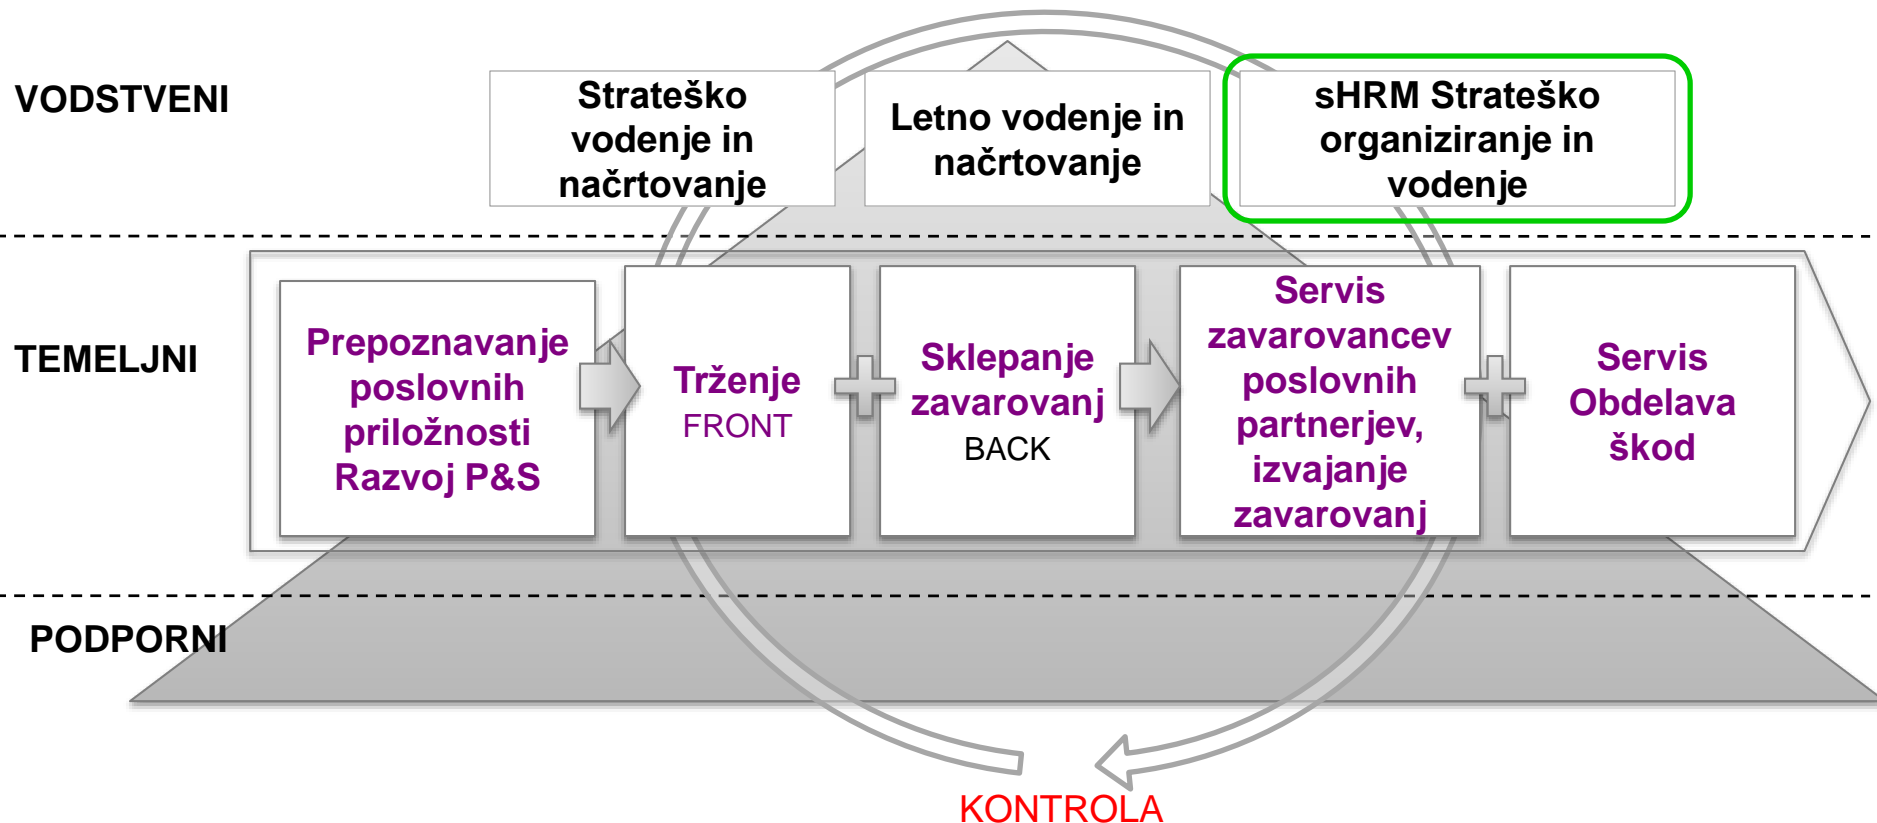 VODSTVENI
Strateško
vodenje in
načrtovanje
Letno vodenje in
načrtovanje
sHRM Strateško
organiziranje in
vodenje
TEMELJNI
Prepoznavanje
poslovnih
priložnosti
Razvoj P&S
Trženje
FRONT
Sklepanje
zavarovanj
BACK
Servis
zavarovancev
poslovnih
partnerjev,
izvajanje
zavarovanj
Servis
Obdelava
škod
PODPORNI
KONTROLA